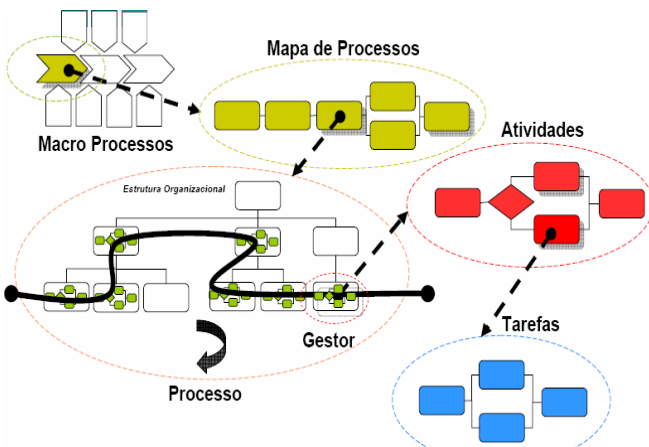 Mapa de Processos
Macro Processos
Atividades
Estrutura Organizacional
Gestor
Tarefas
Processo